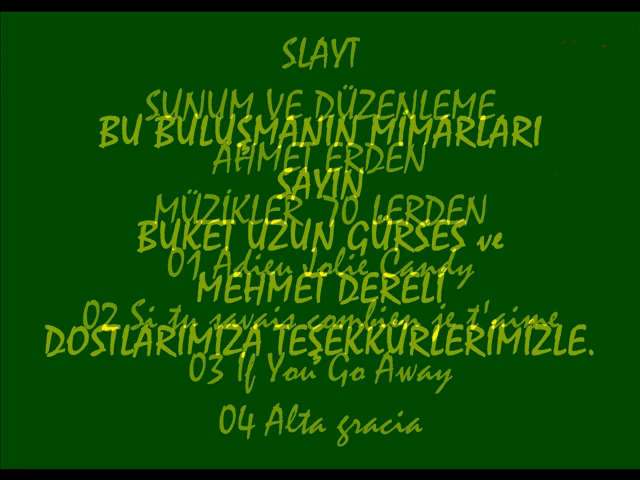 SLAYT
SUNUM VE DÜZENLEME
BU BULUŞMANIN MİMARLARI
AHMET ERDEN
SAYIN
MÜZİKLER 70 LERDEN
BUKET UZUN GÜRSES ve
01 Adieu Jolie Candy
MEHMET DERELİ
02 Si tu savais combien je t'aime
DOSTLARIMIZA TEŞEKKÜRLERİMİZLE.
03 If You Go Away
04 Alta gracia